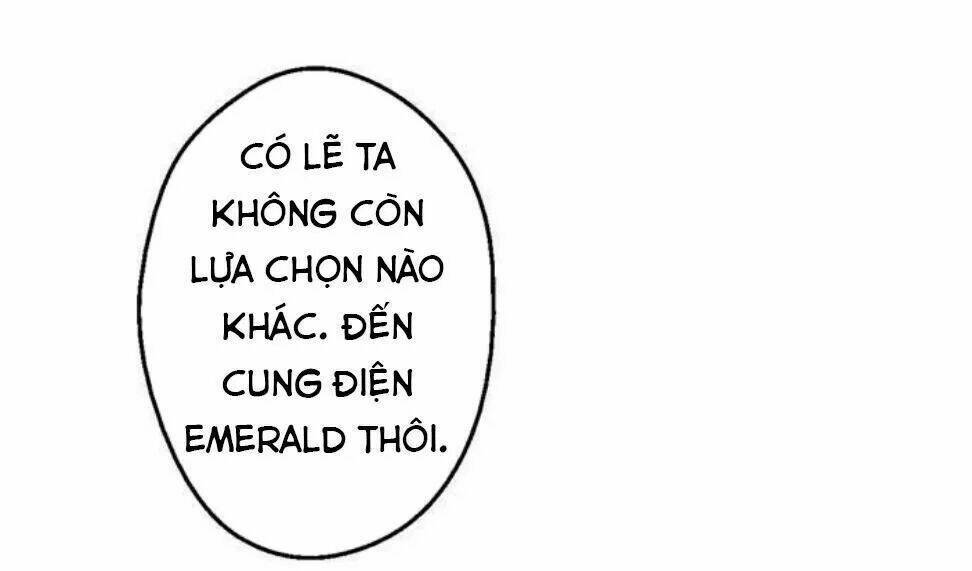 CÓ LẼ TA
KHÔNG CÒN
LỰA CHỌN NÀO
KHÁC. ĐẾN
CUNG ĐIỆN
EMERALD THÔI.